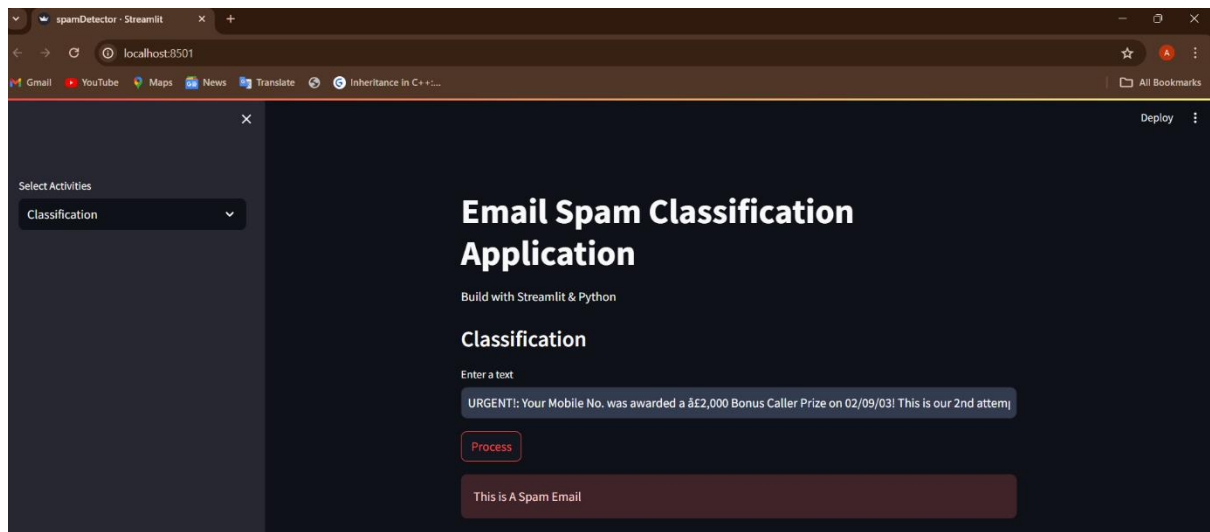 spamDetector · Streamlit
localhost:8501
A
Gmail YouTube Maps News Translate Inheritance in C++:... All Bookmarks
Deploy
Select Activities
Classification
Email Spam Classification
Application
Build with Streamlit & Python
Classification
Enter a text
URGENT!: Your Mobile No. was awarded a å£2,000 Bonus Caller Prize on 02/09/03! This is our 2nd attem
Process
This is A Spam Email